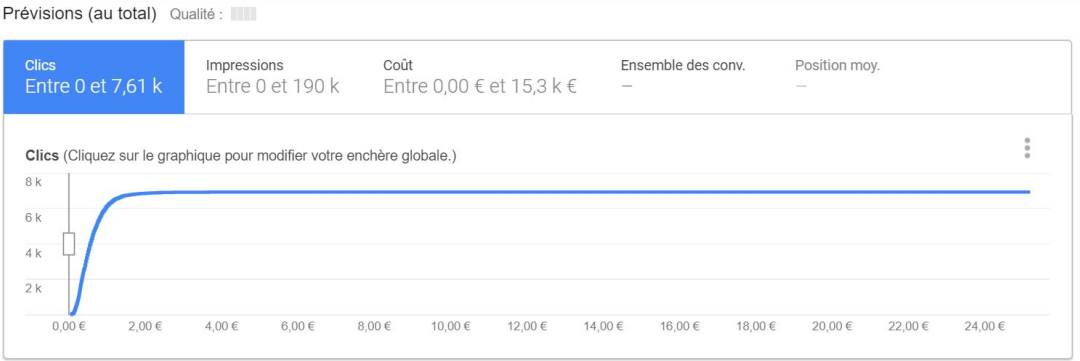 Prévisions (au total) Qualité :
Clics Impressions Coût Ensemble des conv. Position moy.
Entre 0 et 7,61 k Entre 0 et 190 k Entre 0,00 € et 15,3 k € – –
Clics (Cliquez sur le graphique pour modifier votre enchère globale.)
8 k
6 k
4 k
2 k
0,00 € 2,00 € 4,00 € 6,00 € 8,00 € 10,00 € 12,00 € 14,00 € 16,00 € 18,00 € 20,00 € 22,00 € 24,00 €